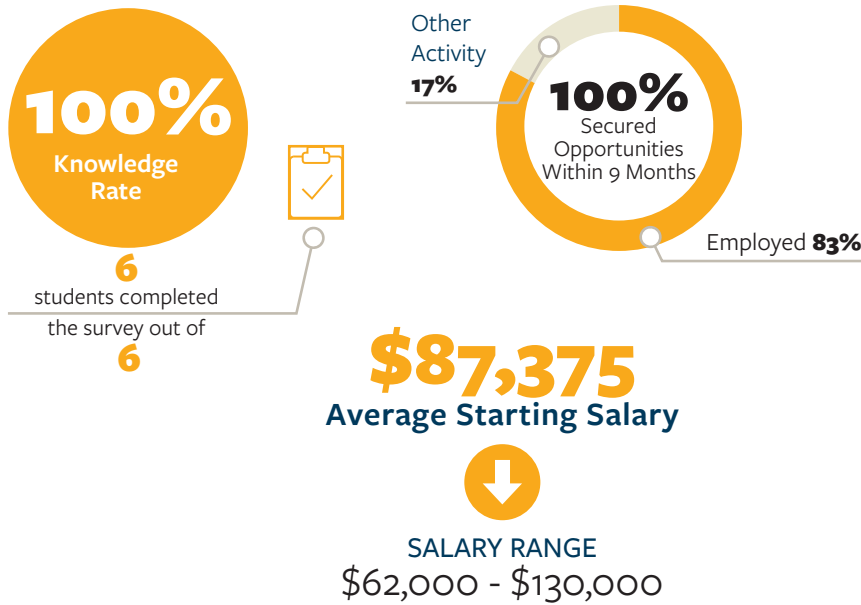 100%
Knowledge
Rate
6
students completed
the survey out of
6
Other
Activity
17%
100%
Secured
Opportunities
Within 9 Months
Employed 83%
$87,375
Average Starting Salary
SALARY RANGE
$62,000 - $130,000